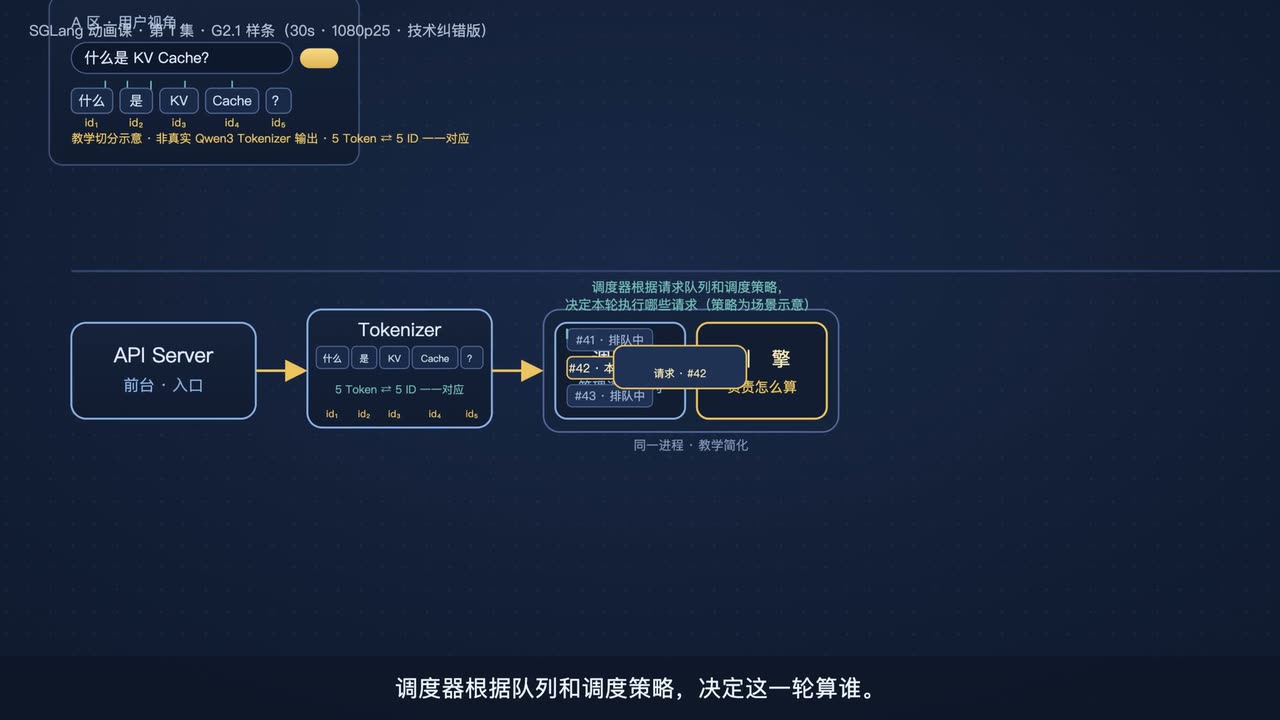 A 区 · 用户视角
SGLang 动画课 · 第 1 集 · G2.1 样条（30s · 1080p25 · 技术纠错版）
什么是 KV Cache?
什么 是 KV Cache ?
id₁ id₂ id₃ id₄ id₅
教学切分示意 · 非真实 Qwen3 Tokenizer 输出 · 5 Token ⇄ 5 ID 一一对应
调度器根据请求队列和调度策略，
决定本轮执行哪些请求（策略为场景示意）
API Server
前台 · 入口
Tokenizer
什么 是 KV Cache ?
5 Token ⇄ 5 ID 一一对应
id₁ id₂ id₃ id₄ id₅
#41 · 排队中
#42 · 本
请求 · #42
#43 · 排队中
擎
负责怎么算
同一进程 · 教学简化
调度器根据队列和调度策略，决定这一轮算谁。